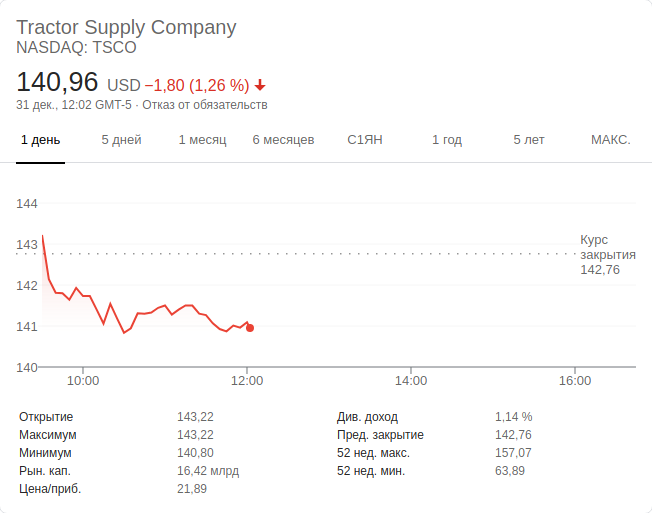 Tractor Supply Company
NASDAQ: TSCO
140,96 USD −1,80 (1,26 %)
31 дек., 12:02 GMT-5 · Отказ от обязательств
1 день 5 дней 1 месяц 6 месяцев С1ЯН 1 год 5 лет МАКС.
144
143
142
141
140
Курс
закрытия
142,76
10:00 12:00 14:00 16:00
Открытие 143,22
Максимум 143,22
Минимум 140,80
Рын. кап. 16,42 млрд
Цена/приб. 21,89
Див. доход 1,14 %
Пред. закрытие 142,76
52 нед. макс. 157,07
52 нед. мин. 63,89